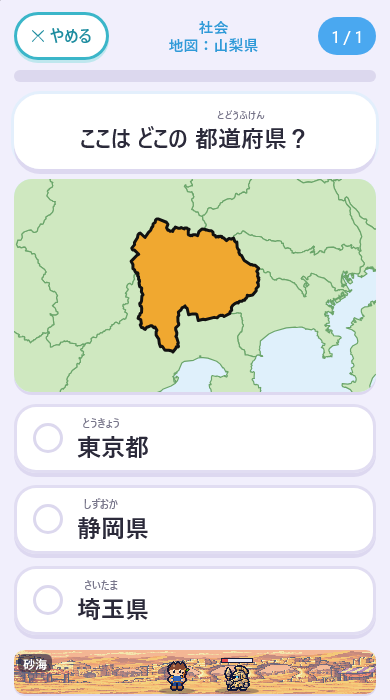 × やめる
社会
地図：山梨県
1 / 1
とどうふけん
ここは どこの 都道府県？
とうきょう
東京都
しずおか
静岡県
さいたま
埼玉県
砂海